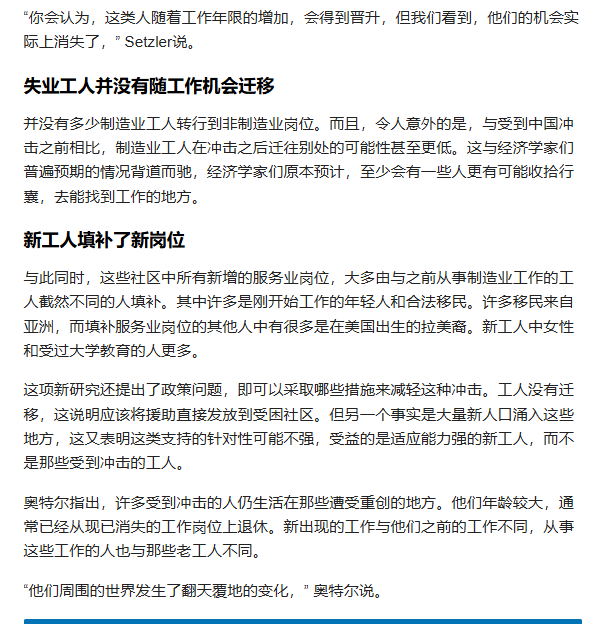 “你会认为，这类人随着工作年限的增加，会得到晋升，但我们看到，他们的机会实
际上消失了，” Setzler说。
失业工人并没有随工作机会迁移
并没有多少制造业工人转行到非制造业岗位。而且，令人意外的是，与受到中国冲
击之前相比，制造业工人在冲击之后迁往别处的可能性甚至更低。这与经济学家们
普遍预期的情况背道而驰，经济学家们原本预计，至少会有一些人更有可能收拾行
囊，去能找到工作的地方。
新工人填补了新岗位
与此同时，这些社区中所有新增的服务业岗位，大多由与之前从事制造业工作的工
人截然不同的人填补。其中许多是刚开始工作的年轻人和合法移民。许多移民来自
亚洲，而填补服务业岗位的其他人中有很多是在美国出生的拉美裔。新工人中女性
和受过大学教育的人更多。
这项新研究还提出了政策问题，即可以采取哪些措施来减轻这种冲击。工人没有迁
移，这说明应该将援助直接发放到受困社区。但另一个事实是大量新人口涌入这些
地方，这又表明这类支持的针对性可能不强，受益的是适应能力强的新工人，而不
是那些受到冲击的工人。
奥特尔指出，许多受到冲击的人仍生活在那些遭受重创的地方。他们年龄较大，通
常已经从现已消失的工作岗位上退休。新出现的工作与他们之前的工作不同，从事
这些工作的人也与那些老工人不同。
“他们周围的世界发生了翻天覆地的变化，” 奥特尔说。